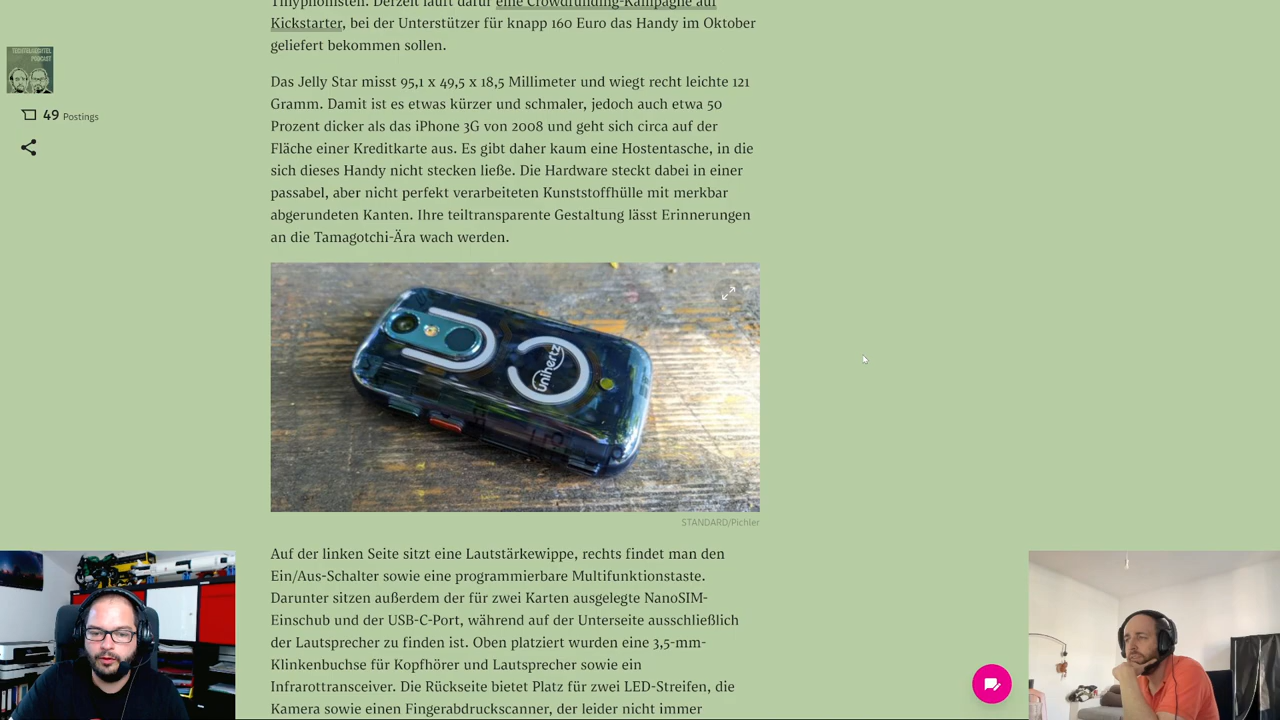 Tinyphonisten. Derzeit läuft dafür eine Crowdfunding-Kampagne auf
Kickstarter, bei der Unterstützer für knapp 160 Euro das Handy im Oktober
geliefert bekommen sollen.
TECHTELMECHTEL
PODCAST
49 Postings
Das Jelly Star misst 95,1 x 49,5 x 18,5 Millimeter und wiegt recht leichte 121
Gramm. Damit ist es etwas kürzer und schmaler, jedoch auch etwa 50
Prozent dicker als das iPhone 3G von 2008 und geht sich circa auf der
Fläche einer Kreditkarte aus. Es gibt daher kaum eine Hostentasche, in die
sich dieses Handy nicht stecken ließe. Die Hardware steckt dabei in einer
passabel, aber nicht perfekt verarbeiteten Kunststoffhülle mit merkbar
abgerundeten Kanten. Ihre teiltransparente Gestaltung lässt Erinnerungen
an die Tamagotchi-Ära wach werden.
unihertz
STANDARD/Pichler
Auf der linken Seite sitzt eine Lautstärkewippe, rechts findet man den
Ein/Aus-Schalter sowie eine programmierbare Multifunktionstaste.
Darunter sitzen außerdem der für zwei Karten ausgelegte NanoSIM-
Einschub und der USB-C-Port, während auf der Unterseite ausschließlich
der Lautsprecher zu finden ist. Oben platziert wurden eine 3,5-mm-
Klinkenbuchse für Kopfhörer und Lautsprecher sowie ein
Infrarottransceiver. Die Rückseite bietet Platz für zwei LED-Streifen, die
Kamera sowie einen Fingerabdruckscanner, der leider nicht immer